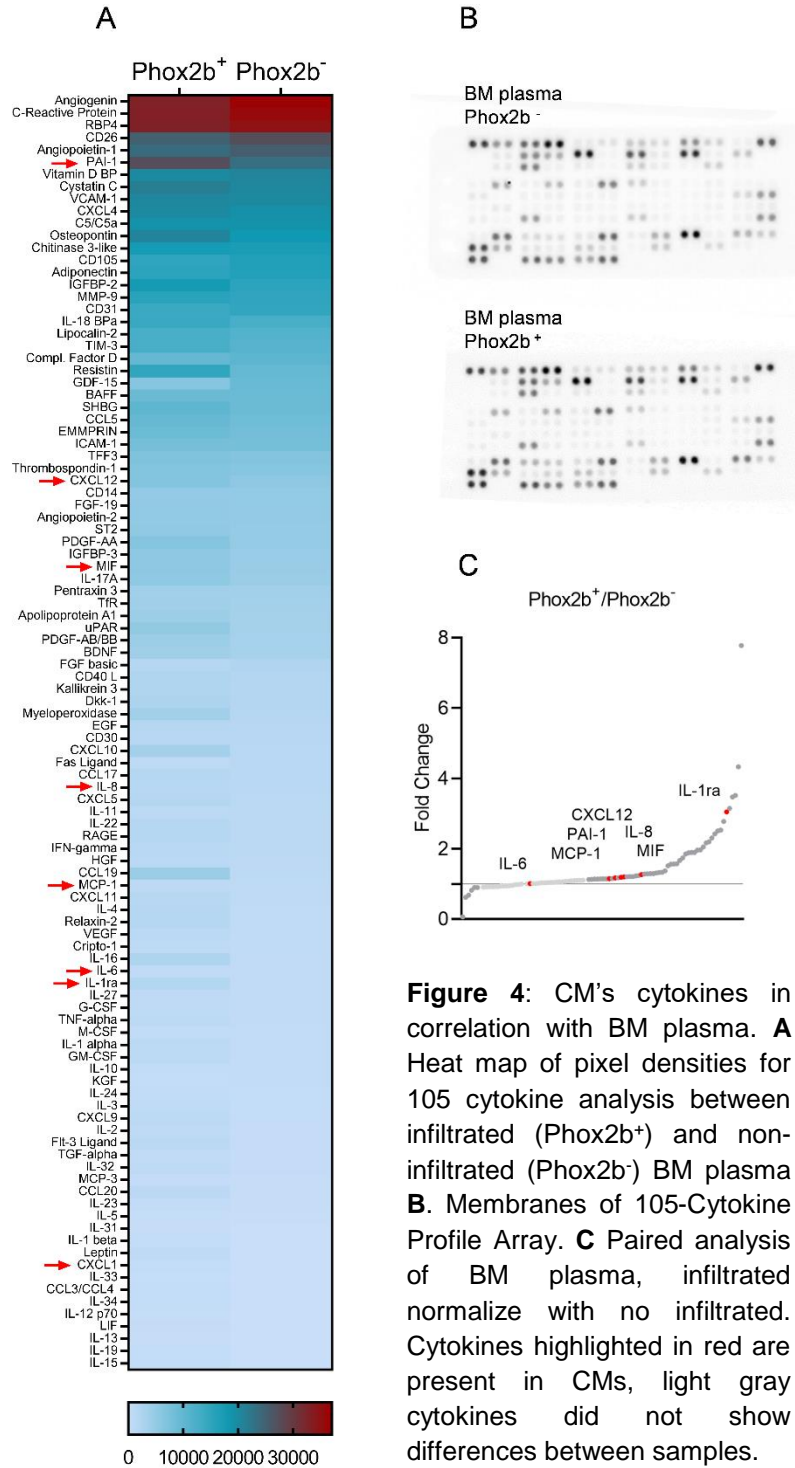 A
Phox2b+ Phox2b-
Angiogenin
C-Reactive Protein
RBP4
CD26
Angiopoietin-1
PAI-1
Vitamin D BP
Cystatin C
VCAM-1
CXCL4
C5/C5a
Osteopontin
Chitinase 3-like
CD105
Adiponectin
IGFBP-2
MMP-9
CD31
IL-18 BPa
Lipocalin-2
TIM-3
Compl. Factor D
Resistin
GDF-15
BAFF
SHBG
CCL5
EMMPRIN
ICAM-1
TFF3
Thrombospondin-1
CXCL12
CD14
FGF-19
Angiopoietin-2
ST2
PDGF-AA
IGFBP-3
MIF
IL-17A
Pentraxin 3
TfR
Apolipoprotein A1
uPAR
PDGF-AB/BB
BDNF
FGF basic
CD40 L
Kallikrein 3
Dkk-1
Myeloperoxidase
EGF
CD30
CXCL10
Fas Ligand
CCL17
IL-8
CXCL5
IL-11
IL-22
RAGE
IFN-gamma
HGF
CCL19
MCP-1
CXCL11
IL-4
Relaxin-2
VEGF
Cripto-1
IL-16
IL-6
IL-1ra
IL-27
G-CSF
TNF-alpha
M-CSF
IL-1 alpha
GM-CSF
IL-10
KGF
IL-24
IL-3
CXCL9
IL-2
Flt-3 Ligand
TGF-alpha
IL-32
MCP-3
CCL20
IL-23
IL-5
IL-31
IL-1 beta
Leptin
CXCL1
IL-33
CCL3/CCL4
IL-34
IL-12 p70
LIF
IL-13
IL-19
IL-15
0 10000 20000 30000
B
BM plasma
Phox2b -
BM plasma
Phox2b +
C
Phox2b+/Phox2b-
Fold Change
8
6
4
2
0
IL-1ra
CXCL12
PAI-1 IL-8
MCP-1 MIF
IL-6
Figure 4: CM's cytokines in
correlation with BM plasma. A
Heat map of pixel densities for
105 cytokine analysis between
infiltrated (Phox2b+) and non-
infiltrated (Phox2b-) BM plasma
B. Membranes of 105-Cytokine
Profile Array. C Paired analysis
of BM plasma, infiltrated
normalize with no infiltrated.
Cytokines highlighted in red are
present in CMs, light gray
cytokines did not show
differences between samples.